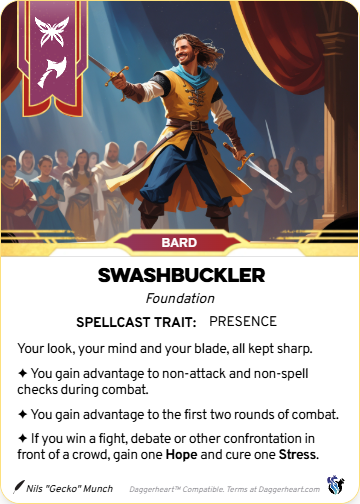 BARD
SWASHBUCKLER
Foundation
SPELLCAST TRAIT: PRESENCE
Your look, your mind and your blade, all kept sharp.
✦ You gain advantage to non-attack and non-spell
checks during combat.
✦ You gain advantage to the first two rounds of combat.
✦ If you win a fight, debate or other confrontation in
front of a crowd, gain one Hope and cure one Stress.
Nils "Gecko" Munch
Daggerheart™ Compatible. Terms at Daggerheart.com